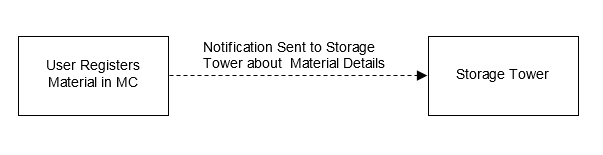 User Registers
Material in MC
Notification Sent to Storage
Tower about  Material Details
Storage Tower